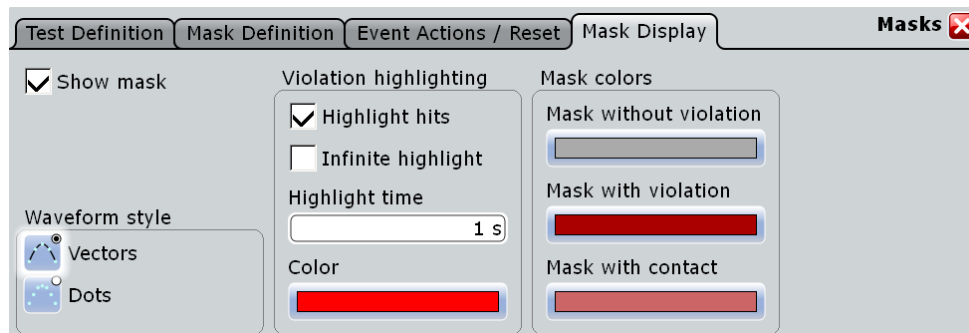 Test Definition
Mask Definition
Event Actions / Reset
Mask Display
Masks
Show mask
Waveform style
Vectors
Dots
Violation highlighting
Highlight hits
Infinite highlight
Highlight time
1 s
Color
Mask colors
Mask without violation
Mask with violation
Mask with contact